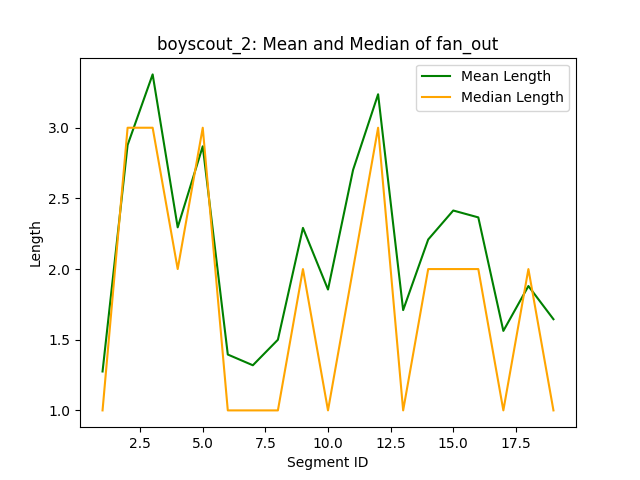 boyscout_2: Mean and Median of fan_out
Mean Length
Median Length
3.0
2.5
2.0
1.5
1.0
Length
2.5 5.0 7.5 10.0 12.5 15.0 17.5
Segment ID